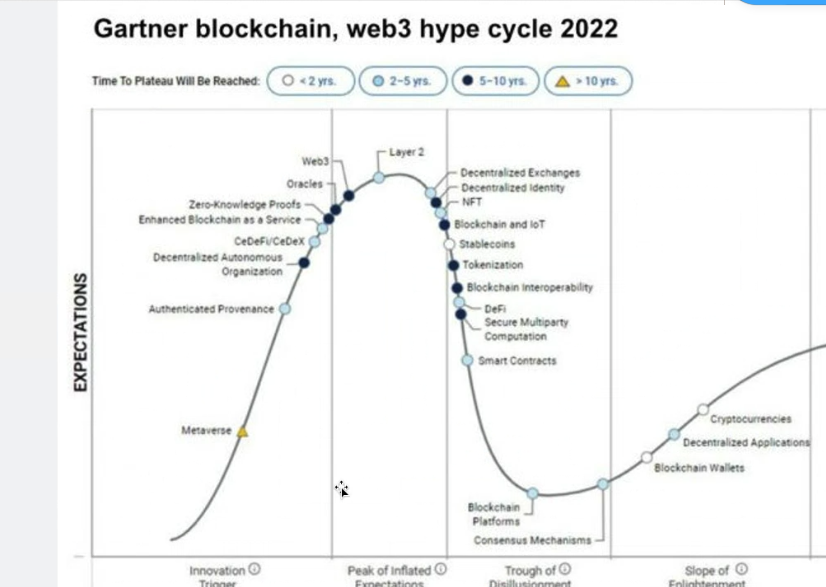 Gartner blockchain, web3 hype cycle 2022
Time To Plateau Will Be Reached:
< 2 yrs.
2–5 yrs.
5–10 yrs.
> 10 yrs.
EXPECTATIONS
Layer 2
Web3
Oracles
Zero-Knowledge Proofs
Enhanced Blockchain as a Service
CeDeFi/CeDeX
Decentralized Autonomous
Organization
Authenticated Provenance
Metaverse
Decentralized Exchanges
Decentralized Identity
NFT
Blockchain and IoT
Stablecoins
Tokenization
Blockchain Interoperability
DeFi
Secure Multiparty
Computation
Smart Contracts
Blockchain
Platforms
Consensus Mechanisms
Cryptocurrencies
Decentralized Applications
Blockchain Wallets
Innovation
Trigger
Peak of Inflated
Expectations
Trough of
Disillusionment
Slope of
Enlightenment